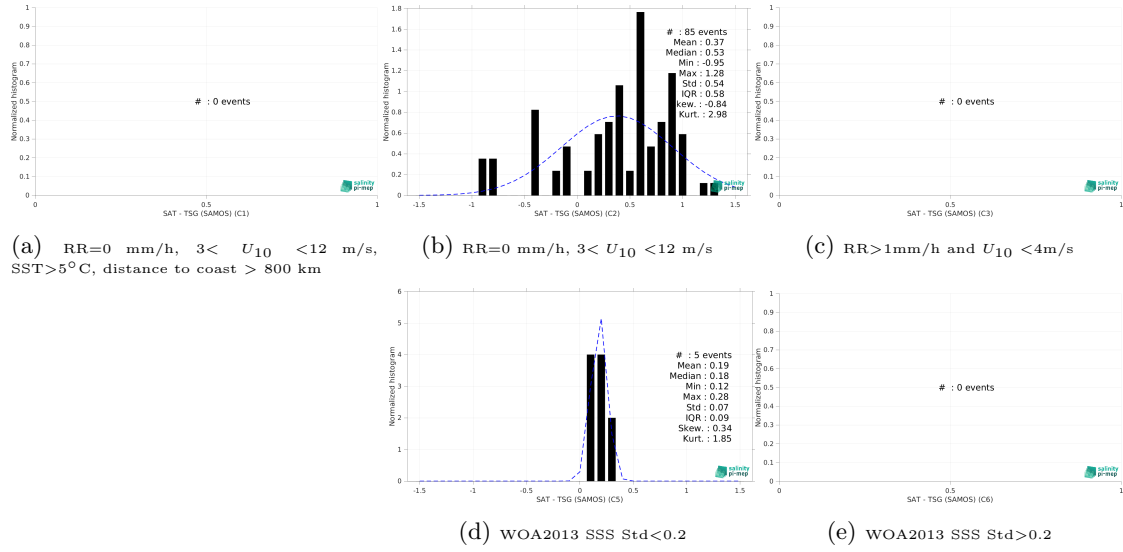 1
0.9
0.8
0.7
0.6
0.5
0.4
0.3
0.2
0.1
0
Normalized histogram
# : 0 events
salinity
pi-mep
0 0.5 1
SAT - TSG (SAMOS) (C1)
(a) RR=0 mm/h, 3< U10 <12 m/s,
SST>5°C, distance to coast > 800 km
1.8
1.6
1.4
1.2
1.0
0.8
0.6
0.4
0.2
0
Normalized histogram
# : 85 events
Mean : 0.37
Median : 0.53
Min : -0.95
Max : 1.28
Std : 0.54
IQR : 0.58
Skew. : -0.84
Kurt. : 2.98
salinity
pi-mep
-1.5 -1 -0.5 0 0.5 1 1.5
SAT - TSG (SAMOS) (C2)
(b) RR=0 mm/h, 3< U10 <12 m/s
1
0.9
0.8
0.7
0.6
0.5
0.4
0.3
0.2
0.1
0
Normalized histogram
# : 0 events
salinity
pi-mep
0 0.5 1
SAT - TSG (SAMOS) (C3)
(c) RR>1mm/h and U10 <4m/s
6
5
4
3
2
1
0
Normalized histogram
# : 5 events
Mean : 0.19
Median : 0.18
Min : 0.12
Max : 0.28
Std : 0.07
IQR : 0.09
Skew. : 0.34
Kurt. : 1.85
salinity
pi-mep
-1.5 -1 -0.5 0 0.5 1 1.5
SAT - TSG (SAMOS) (C5)
(d) WOA2013 SSS Std<0.2
1
0.9
0.8
0.7
0.6
0.5
0.4
0.3
0.2
0.1
0
Normalized histogram
# : 0 events
salinity
pi-mep
0 0.5 1
SAT - TSG (SAMOS) (C6)
(e) WOA2013 SSS Std>0.2